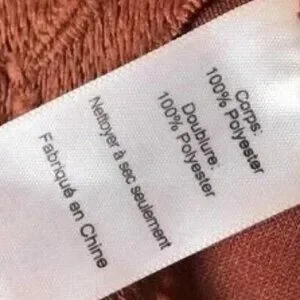 Corps:
100% Polyester
Doublure:
100% Polyester
Nettoyer à sec seulement
Fabriqué en Chine